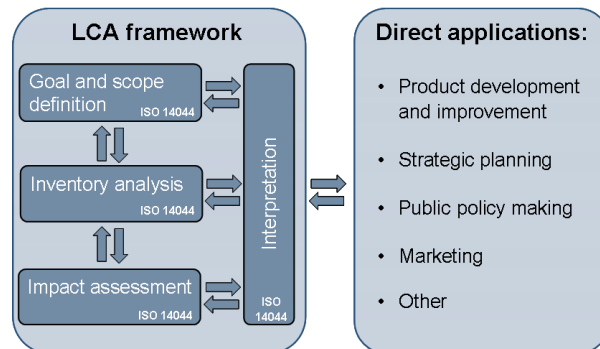 LCA framework
Goal and scope
definition
ISO 14044
Inventory analysis
ISO 14044
Impact assessment
ISO 14044
Interpretation
ISO
14044
Direct applications:
• Product development
and improvement
• Strategic planning
• Public policy making
• Marketing
• Other